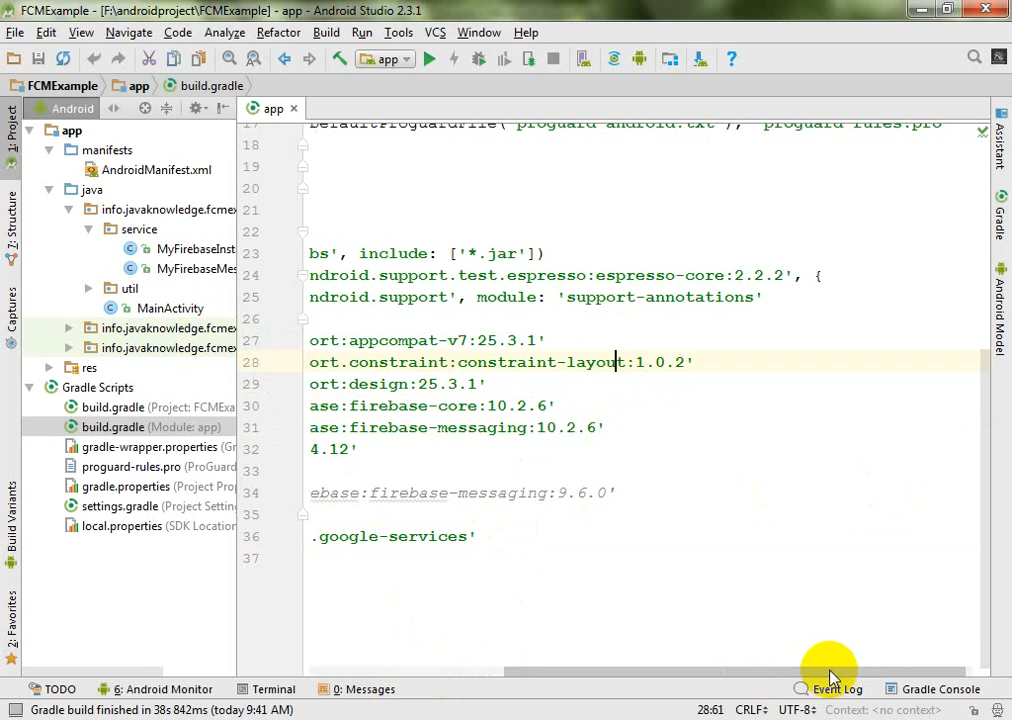 FCMExample - [F:\androidproject\FCMExample] - app - Android Studio 2.3.1
File Edit View Navigate Code Analyze Refactor Build Run Tools VCS Window Help
app
FCMExample app build.gradle
Android
app
1: Project
7: Structure
Captures
Build Variants
2: Favorites
app
manifests
AndroidManifest.xml
java
info.javaknowledge.fcmex
service
MyFirebaseInst
MyFirebaseMes
util
MainActivity
info.javaknowledge.fcme
info.javaknowledge.fcme
res
Gradle Scripts
build.gradle (Project: FCMExa
build.gradle (Module: app)
gradle-wrapper.properties (Gr
proguard-rules.pro (ProGuard
gradle.properties (Project Sett
settings.gradle (Project Setting
local.properties (SDK Location
17 DefaultProguardFile('proguard-android.txt'), 'proguard-rules.pro'
18
19
20
21
22
23 bs', include: ['*.jar'])
24 ndroid.support.test.espresso:espresso-core:2.2.2', {
25 ndroid.support', module: 'support-annotations'
26
27 ort:appcompat-v7:25.3.1'
28 ort.constraint:constraint-layout:1.0.2'
29 ort:design:25.3.1'
30 ase:firebase-core:10.2.6'
31 ase:firebase-messaging:10.2.6'
32 4.12'
33
34 ebase:firebase-messaging:9.6.0'
35
36 .google-services'
37
Assistant
Gradle
Android Model
TODO 6: Android Monitor Terminal 0: Messages Event Log Gradle Console
Gradle build finished in 38s 842ms (today 9:41 AM) 28:61 CRLF UTF-8 Context: <no context>